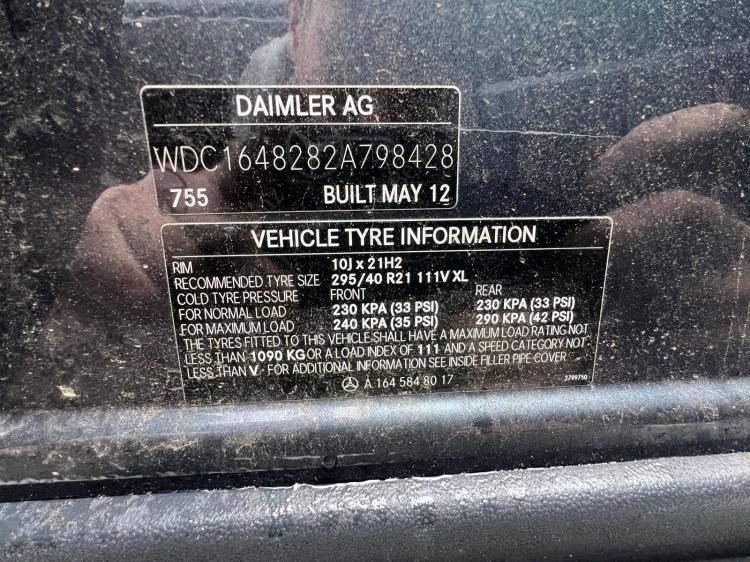 DAIMLER AG
WDC1648282A798428
755 BUILT MAY 12
VEHICLE TYRE INFORMATION
RIM 10J x 21H2
RECOMMENDED TYRE SIZE 295/40 R21 111V XL
COLD TYRE PRESSURE FRONT REAR
FOR NORMAL LOAD 230 KPA (33 PSI) 230 KPA (33 PSI)
FOR MAXIMUM LOAD 240 KPA (35 PSI) 290 KPA (42 PSI)
THE TYRES FITTED TO THIS VEHICLE SHALL HAVE A MAXIMUM LOAD RATING NOT
LESS THAN 1090 KG OR A LOAD INDEX OF 111 AND A SPEED CATEGORY NOT
LESS THAN V. FOR ADDITIONAL INFORMATION SEE INSIDE FILLER PIPE COVER
A 164 584 80 17 2799750